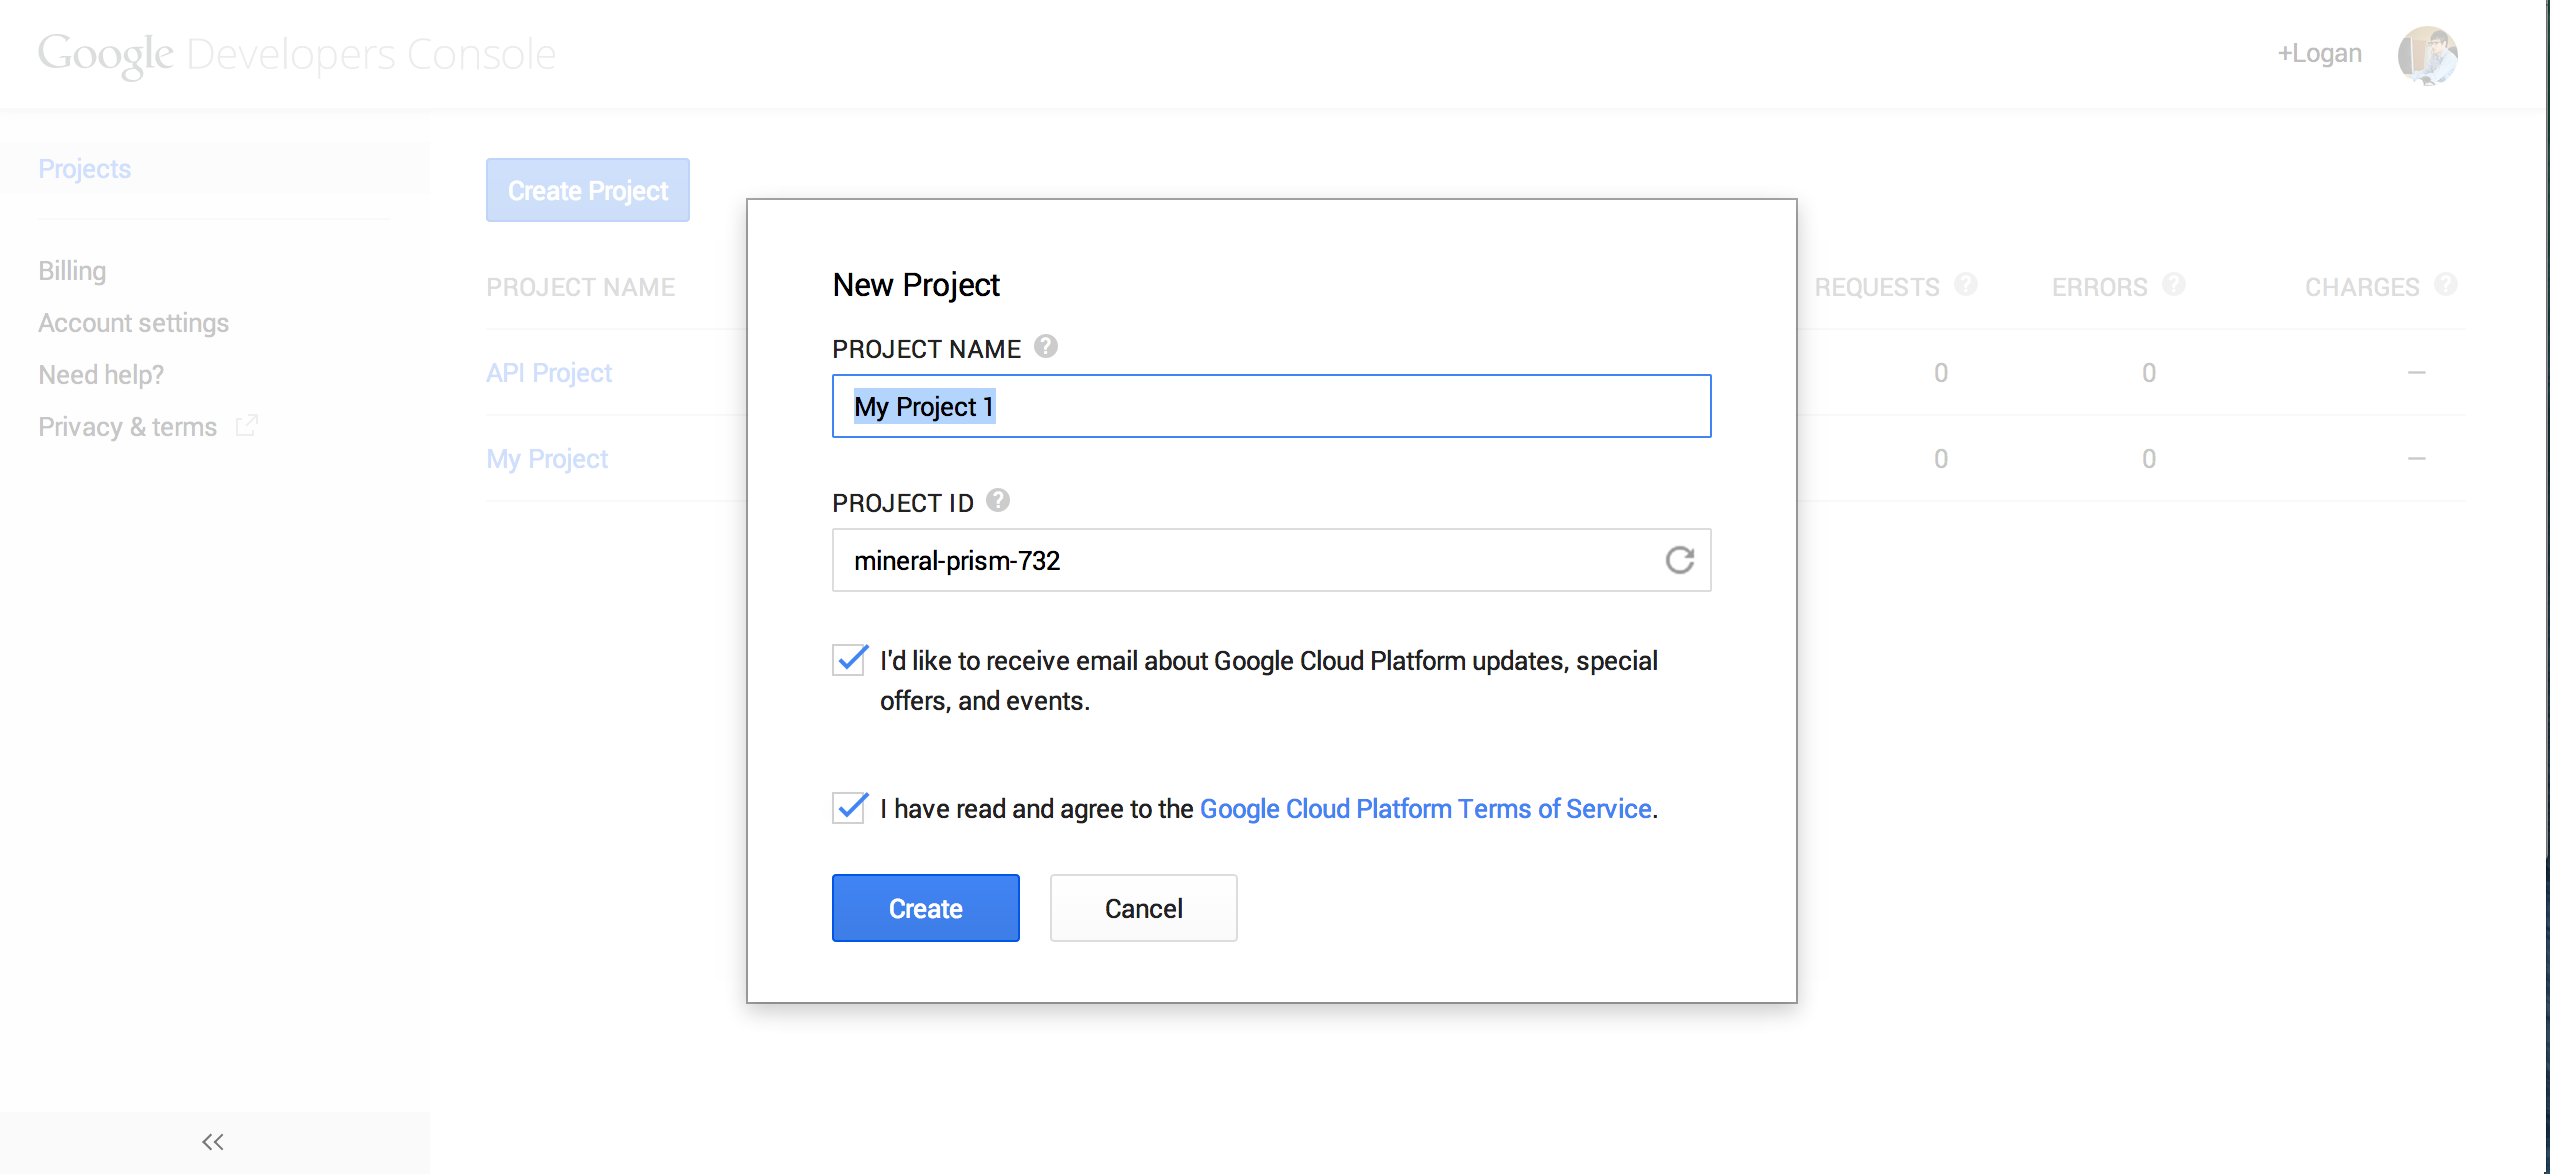 Google Developers Console
+Logan
Projects
Billing
Account settings
Need help?
Privacy & terms
Create Project
PROJECT NAME
REQUESTS ?
ERRORS ?
CHARGES ?
API Project
0
0
—
My Project
0
0
—
New Project
PROJECT NAME ?
My Project 1
PROJECT ID ?
mineral-prism-732
I'd like to receive email about Google Cloud Platform updates, special
offers, and events.
I have read and agree to the Google Cloud Platform Terms of Service.
Create
Cancel